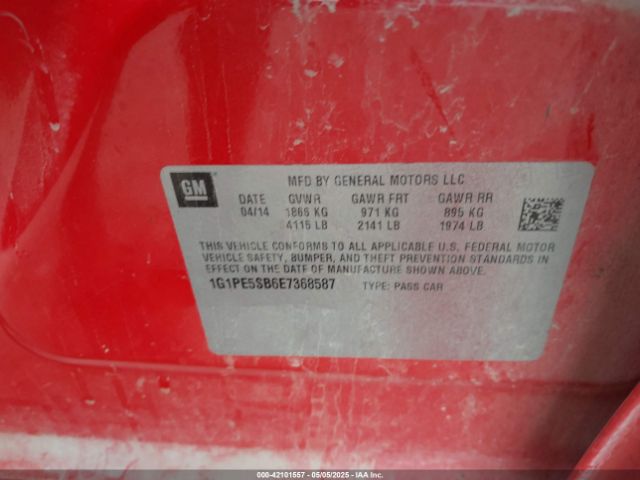 GM
MFD BY GENERAL MOTORS LLC
DATE GVWR GAWR FRT GAWR RR
04/14 1866 KG 971 KG 895 KG
4115 LB 2141 LB 1974 LB
THIS VEHICLE CONFORMS TO ALL APPLICABLE U.S. FEDERAL MOTOR
VEHICLE SAFETY, BUMPER, AND THEFT PREVENTION STANDARDS IN
EFFECT ON THE DATE OF MANUFACTURE SHOWN ABOVE.
1G1PE5SB6E7368587 TYPE: PASS CAR
000-42101557 - 05/05/2025 - IAA Inc.